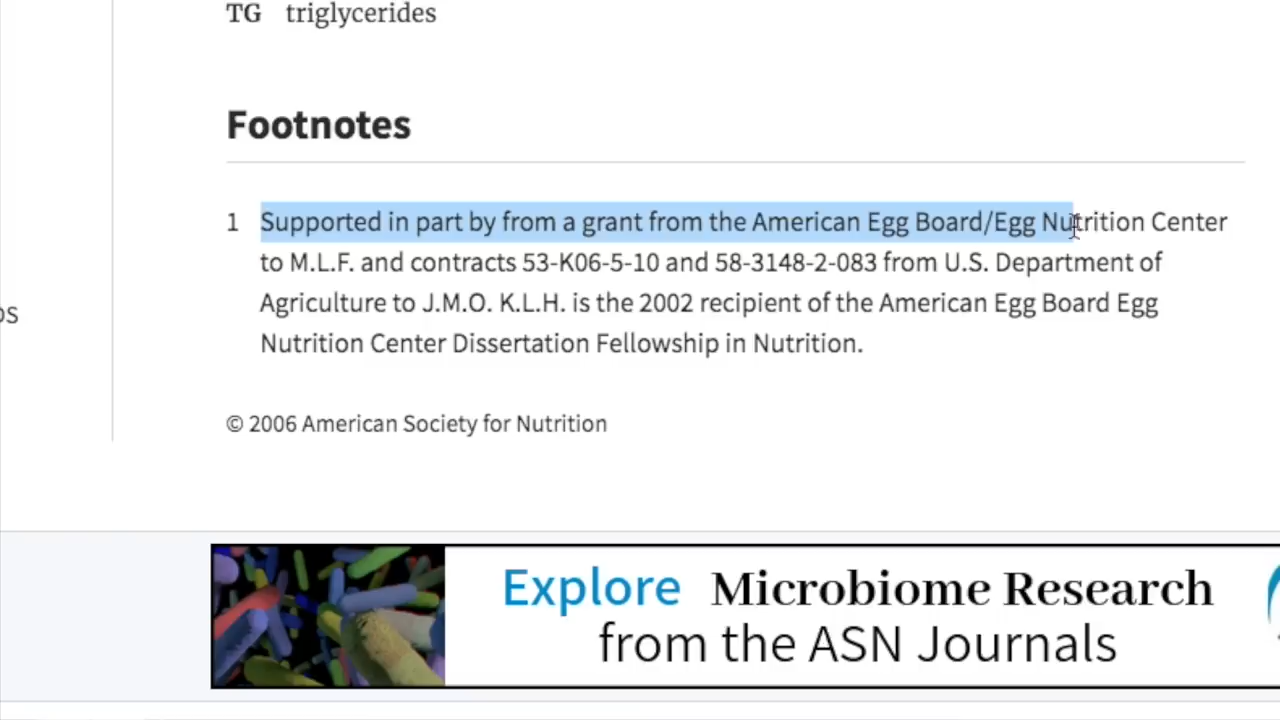 TG triglycerides
Footnotes
1 Supported in part by from a grant from the American Egg Board/Egg Nutrition Center
to M.L.F. and contracts 53-K06-5-10 and 58-3148-2-083 from U.S. Department of
Agriculture to J.M.O. K.L.H. is the 2002 recipient of the American Egg Board Egg
Nutrition Center Dissertation Fellowship in Nutrition.
© 2006 American Society for Nutrition
Explore Microbiome Research
from the ASN Journals